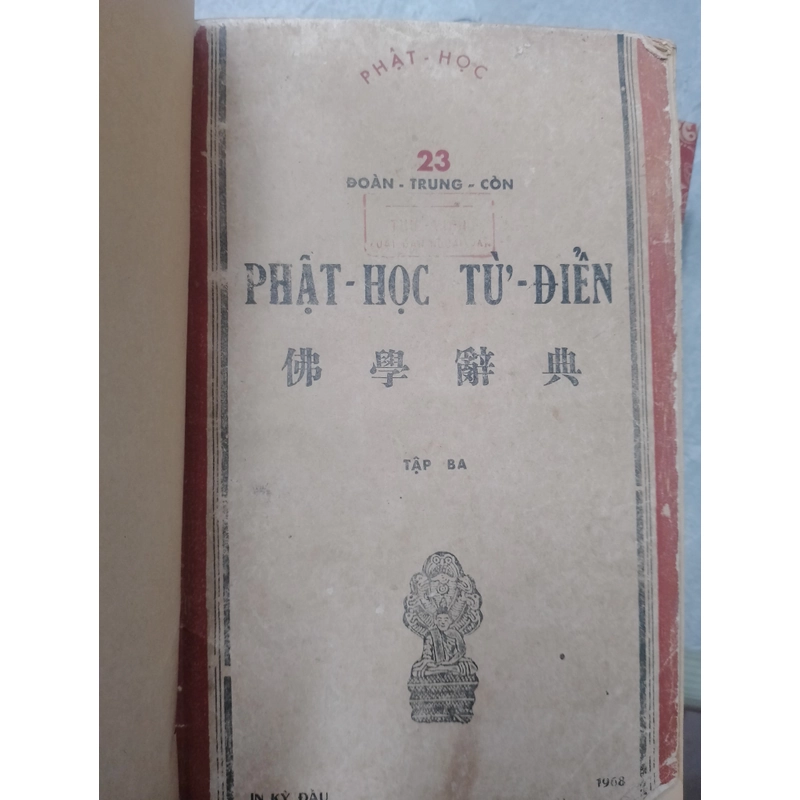 PHẬT - HỌC
23
ĐOÀN - TRUNG - CÒN
PHẬT-HỌC TỪ-ĐIỂN
佛學辭典
TẬP BA
IN KỲ ĐẦU
1968